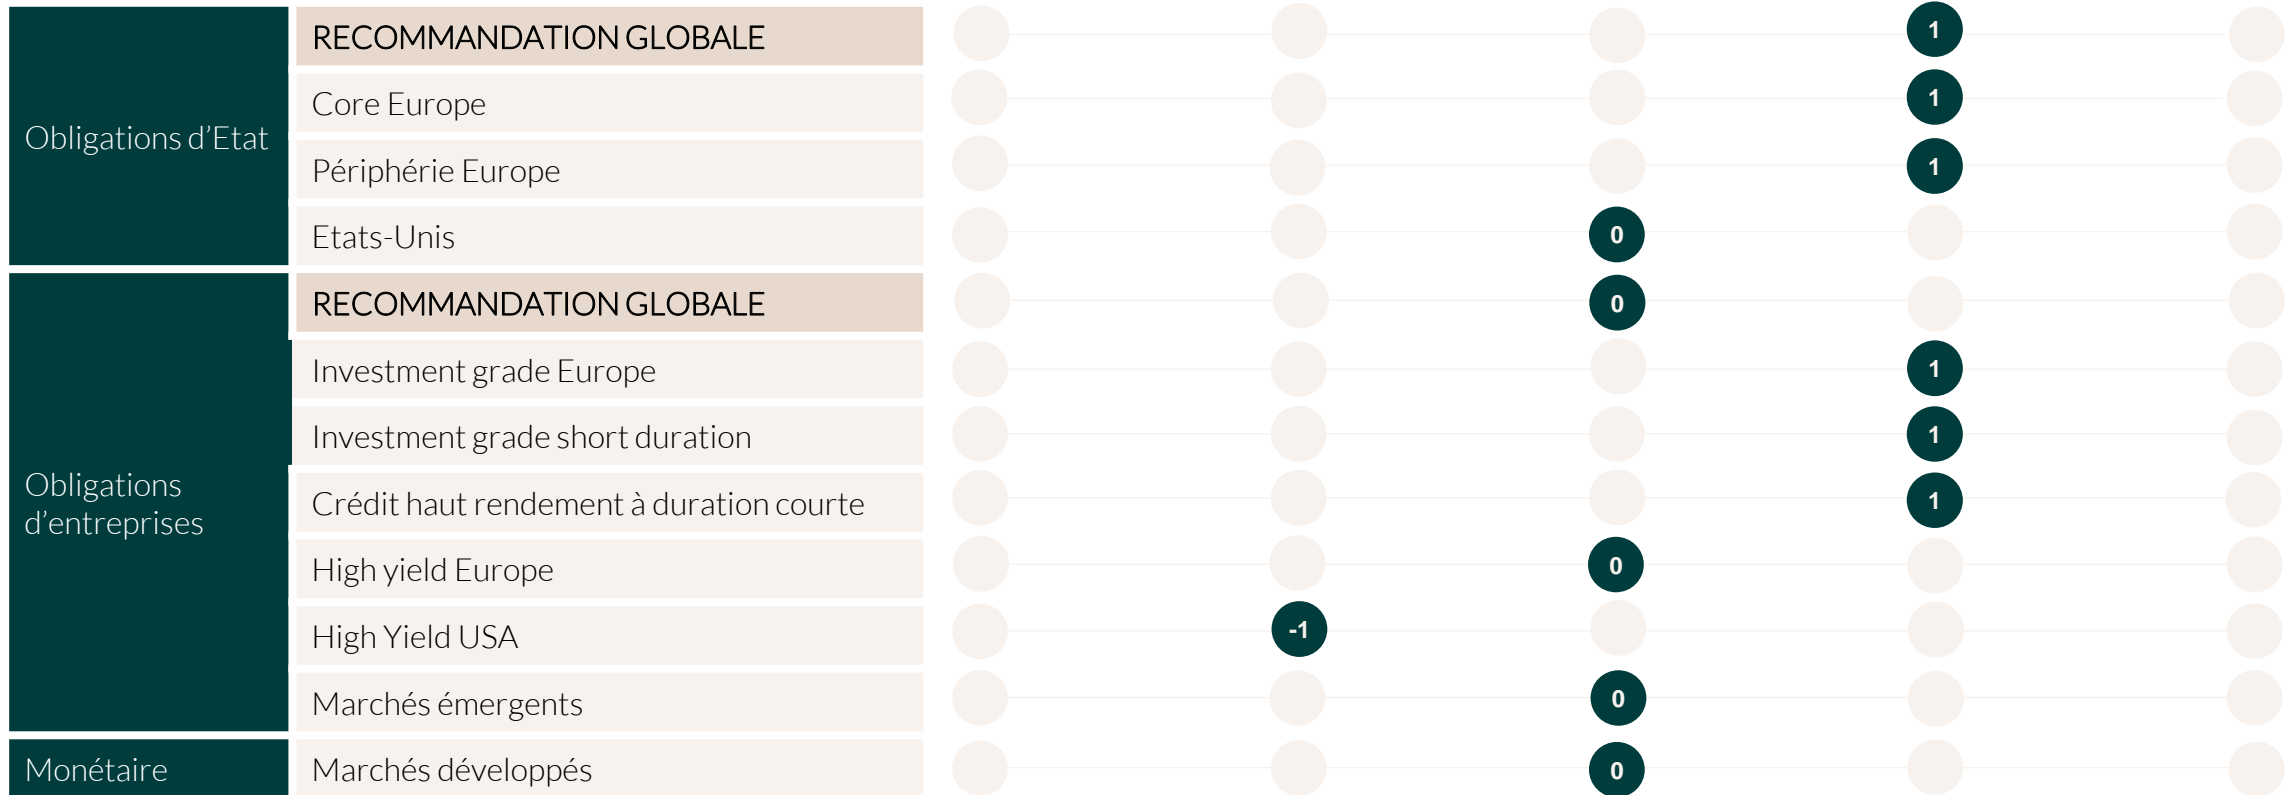 Obligations d’Etat
RECOMMANDATION GLOBALE
1
Core Europe
1
Périphérie Europe
1
Etats-Unis
0
Obligations
d’entreprises
RECOMMANDATION GLOBALE
0
Investment grade Europe
1
Investment grade short duration
1
Crédit haut rendement à duration courte
1
High yield Europe
0
High Yield USA
-1
Marchés émergents
0
Monétaire
Marchés développés
0